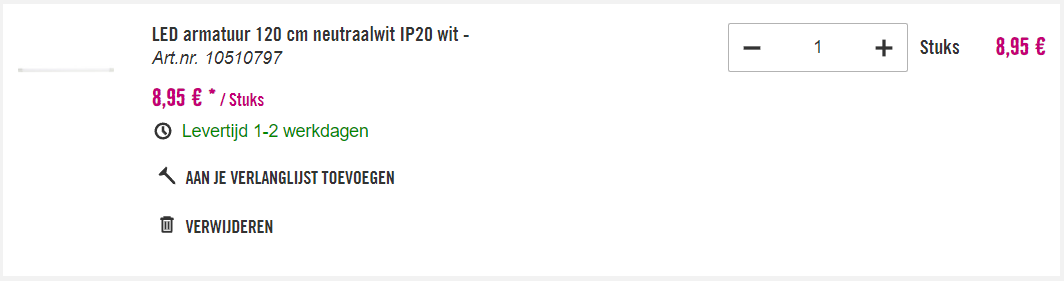 LED armatuur 120 cm neutraalwit IP20 wit -
Art.nr. 10510797
1 Stuks 8,95 €
8,95 € * / Stuks
Levertijd 1-2 werkdagen
AAN JE VERLANGLIJST TOEVOEGEN
VERWIJDEREN